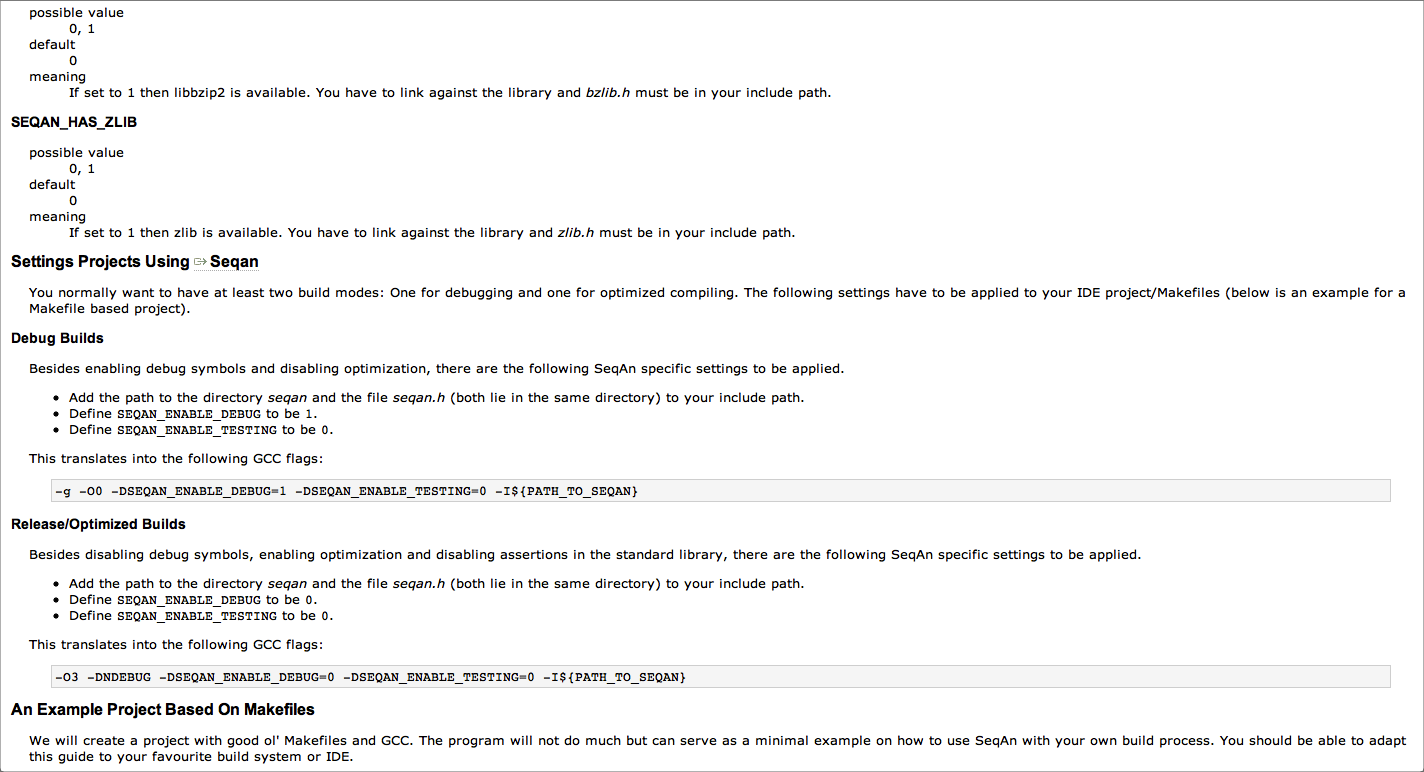 possible value
0, 1
default
0
meaning
If set to 1 then libbzip2 is available. You have to link against the library and bzlib.h must be in your include path.
SEQAN_HAS_ZLIB
possible value
0, 1
default
0
meaning
If set to 1 then zlib is available. You have to link against the library and zlib.h must be in your include path.
Settings Projects Using Seqan
You normally want to have at least two build modes: One for debugging and one for optimized compiling. The following settings have to be applied to your IDE project/Makefiles (below is an example for a
Makefile based project).
Debug Builds
Besides enabling debug symbols and disabling optimization, there are the following SeqAn specific settings to be applied.
• Add the path to the directory seqan and the file seqan.h (both lie in the same directory) to your include path.
• Define SEQAN_ENABLE_DEBUG to be 1.
• Define SEQAN_ENABLE_TESTING to be 0.
This translates into the following GCC flags:
-g -O0 -DSEQAN_ENABLE_DEBUG=1 -DSEQAN_ENABLE_TESTING=0 -I${PATH_TO_SEQAN}
Release/Optimized Builds
Besides disabling debug symbols, enabling optimization and disabling assertions in the standard library, there are the following SeqAn specific settings to be applied.
• Add the path to the directory seqan and the file seqan.h (both lie in the same directory) to your include path.
• Define SEQAN_ENABLE_DEBUG to be 0.
• Define SEQAN_ENABLE_TESTING to be 0.
This translates into the following GCC flags:
-O3 -DNDEBUG -DSEQAN_ENABLE_DEBUG=0 -DSEQAN_ENABLE_TESTING=0 -I${PATH_TO_SEQAN}
An Example Project Based On Makefiles
We will create a project with good ol' Makefiles and GCC. The program will not do much but can serve as a minimal example on how to use SeqAn with your own build process. You should be able to adapt
this guide to your favourite build system or IDE.